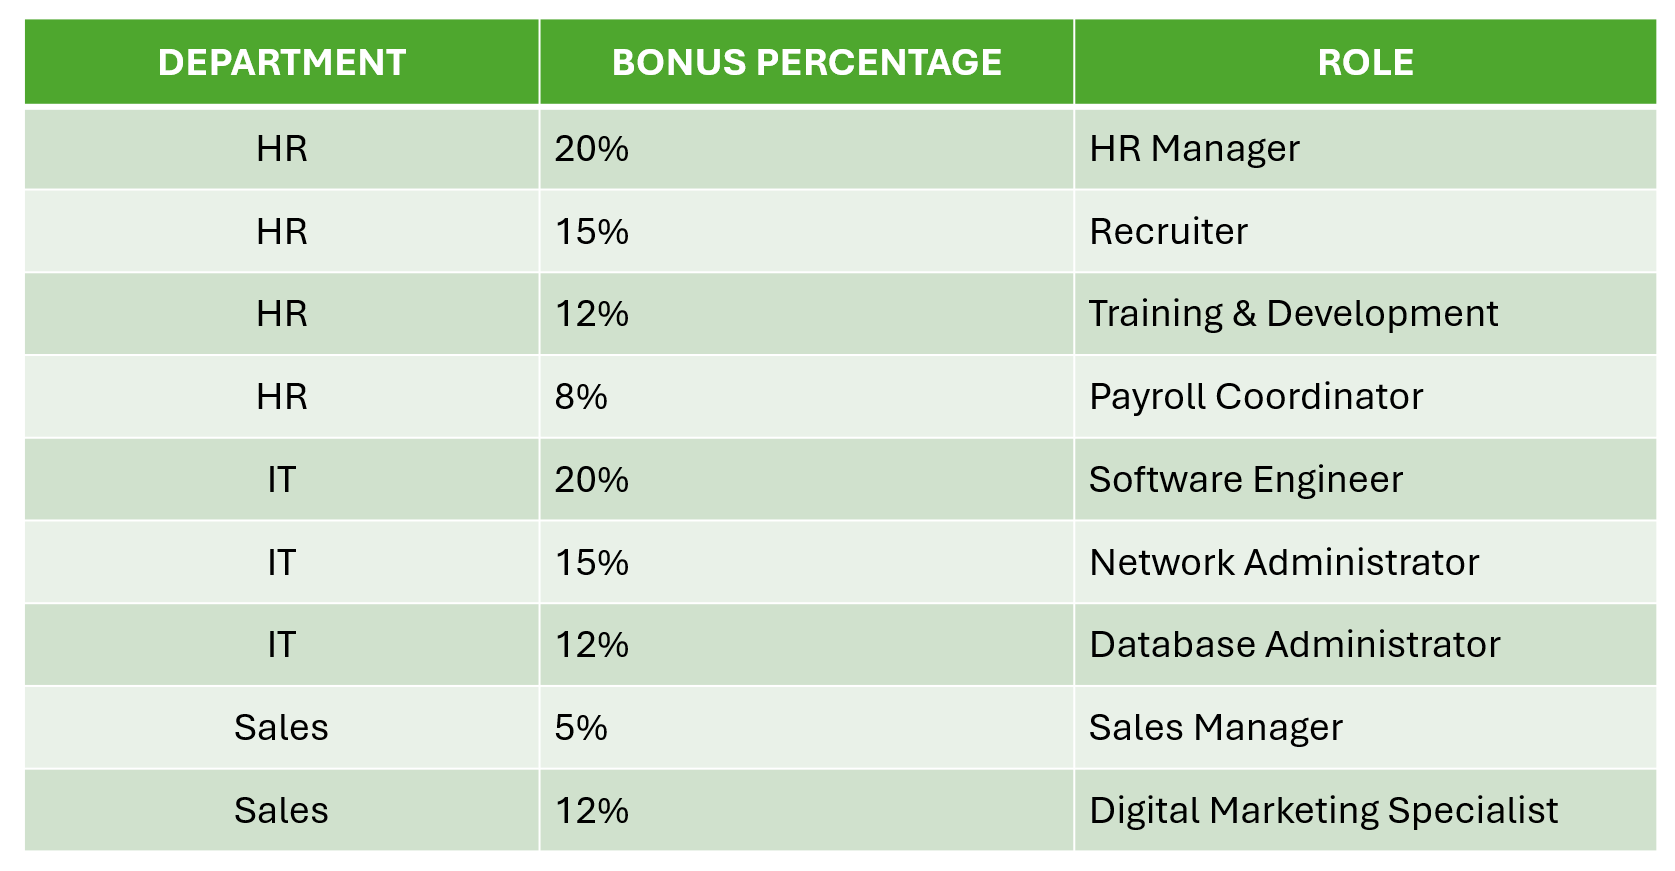 DEPARTMENT BONUS PERCENTAGE ROLE
HR 20% HR Manager
HR 15% Recruiter
HR 12% Training & Development
HR 8% Payroll Coordinator
IT 20% Software Engineer
IT 15% Network Administrator
IT 12% Database Administrator
Sales 5% Sales Manager
Sales 12% Digital Marketing Specialist